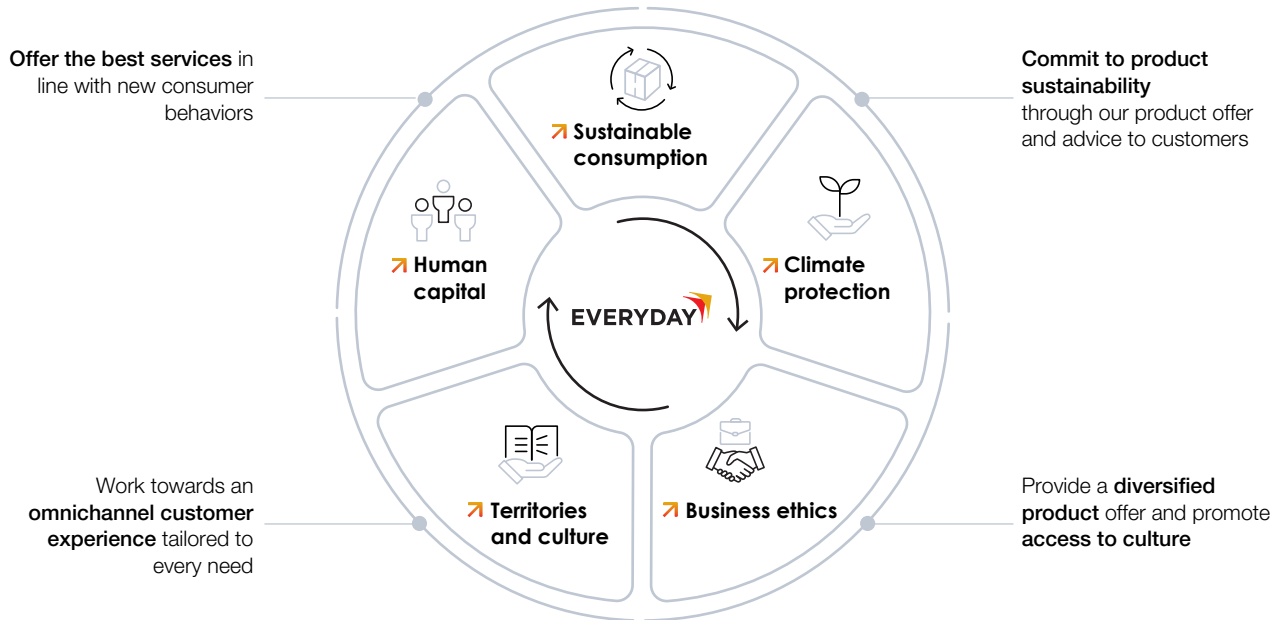 Offer the best services in
line with new consumer
behaviors
Commit to product
sustainability
through our product offer
and advice to customers
Sustainable
consumption
Human
capital
Climate
protection
EVERYDAY
Territories
and culture
Business ethics
Work towards an
omnichannel customer
experience tailored to
every need
Provide a diversified
product offer and promote
access to culture